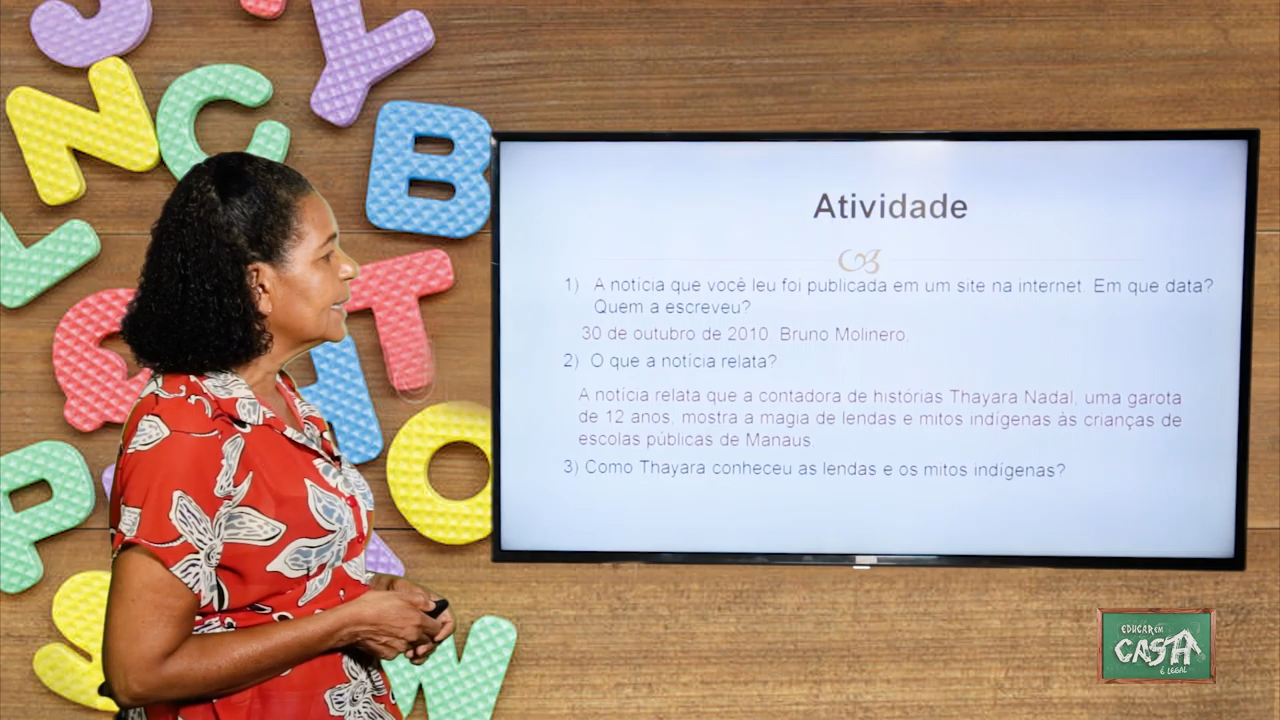 Atividade
1) A notícia que você leu foi publicada em um site na internet. Em que data?
Quem a escreveu?
30 de outubro de 2010. Bruno Molinero.
2) O que a notícia relata?
A notícia relata que a contadora de histórias Thayara Nadal, uma garota
de 12 anos, mostra a magia de lendas e mitos indígenas às crianças de
escolas públicas de Manaus.
3) Como Thayara conheceu as lendas e os mitos indígenas?
EDUCAR EM
CASA
É LEGAL